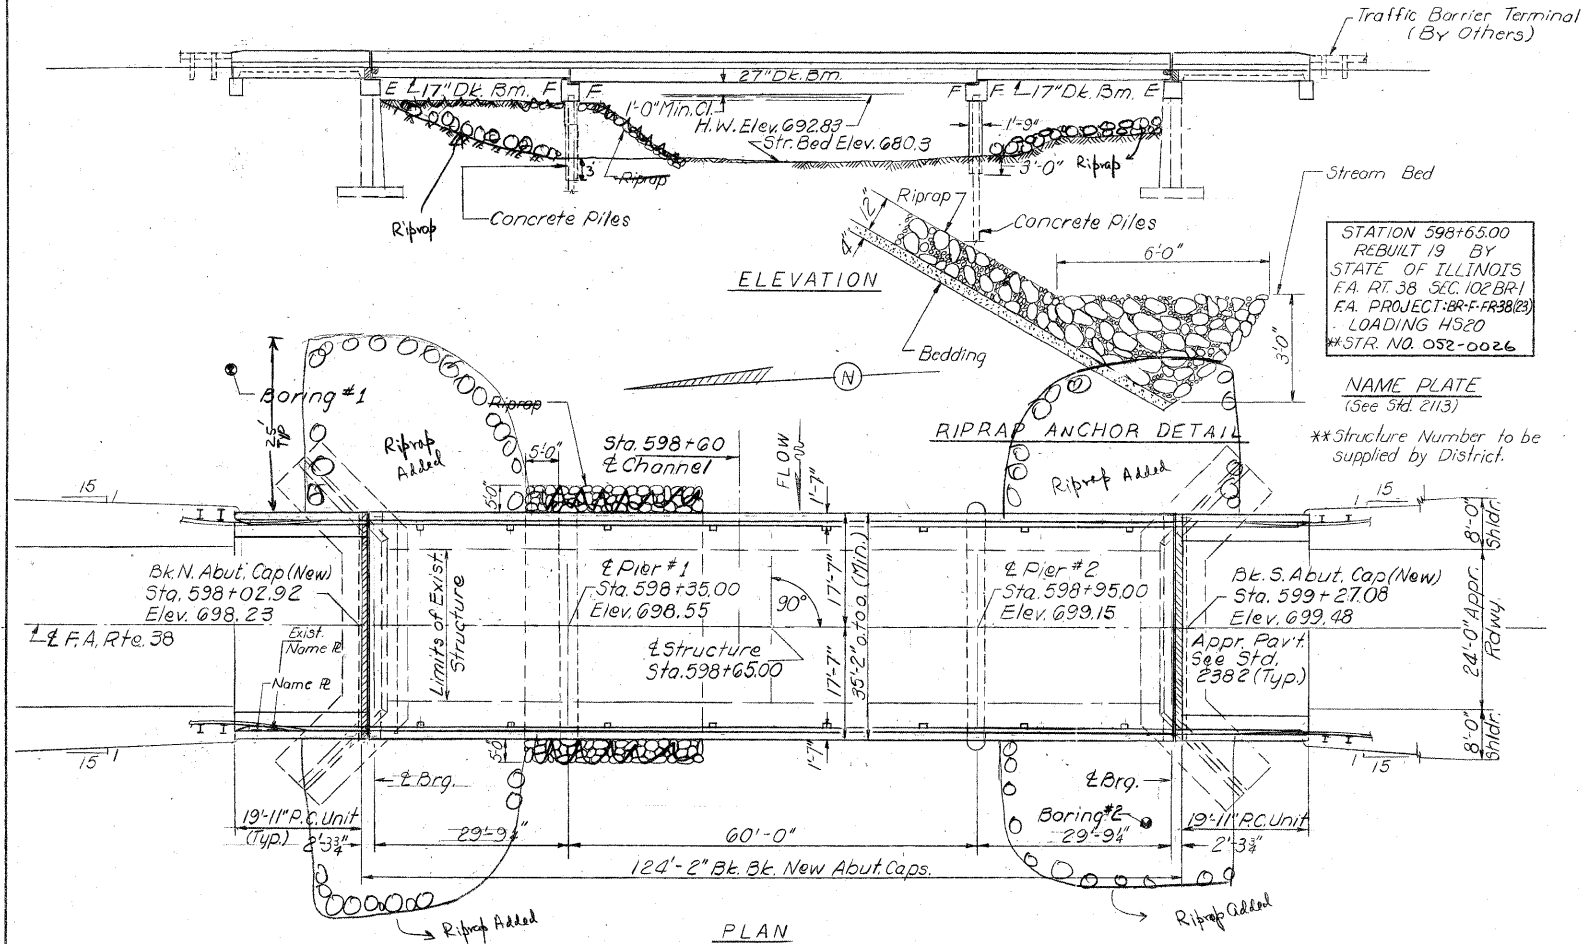 Traffic Barrier Terminal
(By Others)
27" Dk. Bm.
E 17" Dk. Bm. F F
F F 17" Dk. Bm. E
1'-0" Min. Cl.
H.W. Elev. 692.83
Str. Bed Elev. 680.3
1'-9"
3'-0"
Riprap
3'
Riprap
Riprap
Concrete Piles
Concrete Piles
Riprap
12"
4"
Stream Bed
6'-0"
3'-0"
Bedding
ELEVATION
RIPRAP ANCHOR DETAIL
STATION 598+65.00
REBUILT 19 BY
STATE OF ILLINOIS
F.A. RT. 38 SEC. 102BR-1
F.A. PROJECT: BR-F-FR38(23)
LOADING HS20
**STR. NO. 052-0026
NAME PLATE
(See Std. 2113)
**Structure Number to be
supplied by District.
N
Boring #1
25'
Typ
Riprap
Added
Riprap
5'-0"
Sta. 598+60
℄ Channel
FLOW
1'-7"
5'-0"
Riprap Added
15
1
15
1
8'-0"
Shldr.
24'-0" Appr.
Rdwy.
8'-0"
Shldr.
Bk. N. Abut. Cap (New)
Sta. 598+02.92
Elev. 698.23
℄ F.A. Rte. 38
Exist.
Name ℞
Name ℞
Limits of Exist.
Structure
℄ Pier #1
Sta. 598+35.00
Elev. 698.55
90°
℄ Structure
Sta. 598+65.00
17'-7"
17'-7"
35'-2" o. to o. (Min.)
℄ Pier #2
Sta. 598+95.00
Elev. 699.15
Bk. S. Abut. Cap (New)
Sta. 599+27.08
Elev. 699.48
Appr. Pav't.
See Std.
2382 (Typ.)
15
1
5'-0"
1'-7"
1
15
℄ Brg.
℄ Brg.
19'-11" P.C. Unit
(Typ.)
2'-3¾"
29'-9¼"
60'-0"
Boring #2
29'-9¼"
19'-11" P.C. Unit
2'-3¾"
124'-2" Bk. Bk. New Abut. Caps.
Riprap Added
Riprap added
PLAN